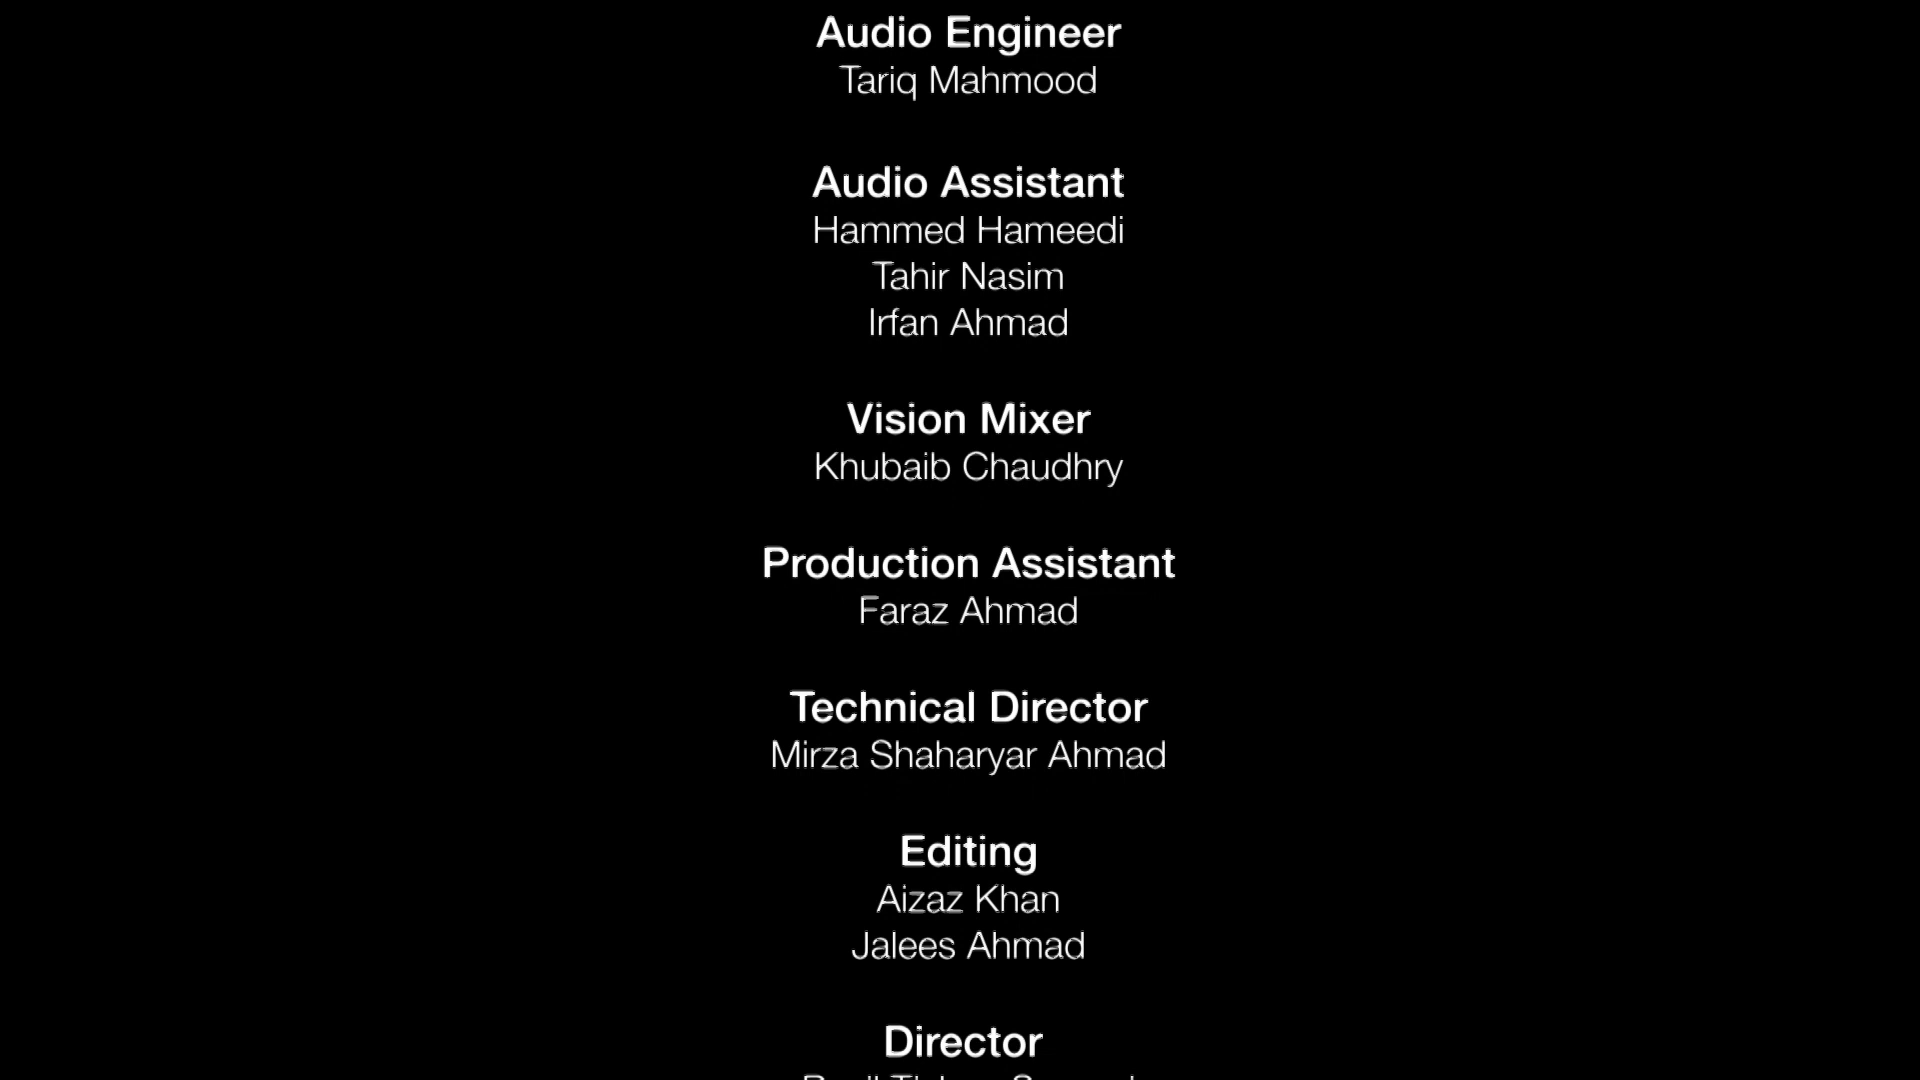 Audio Engineer
Tariq Mahmood
Audio Assistant
Hammed Hameedi
Tahir Nasim
Irfan Ahmad
Vision Mixer
Khubaib Chaudhry
Production Assistant
Faraz Ahmad
Technical Director
Mirza Shaharyar Ahmad
Editing
Aizaz Khan
Jalees Ahmad
Director